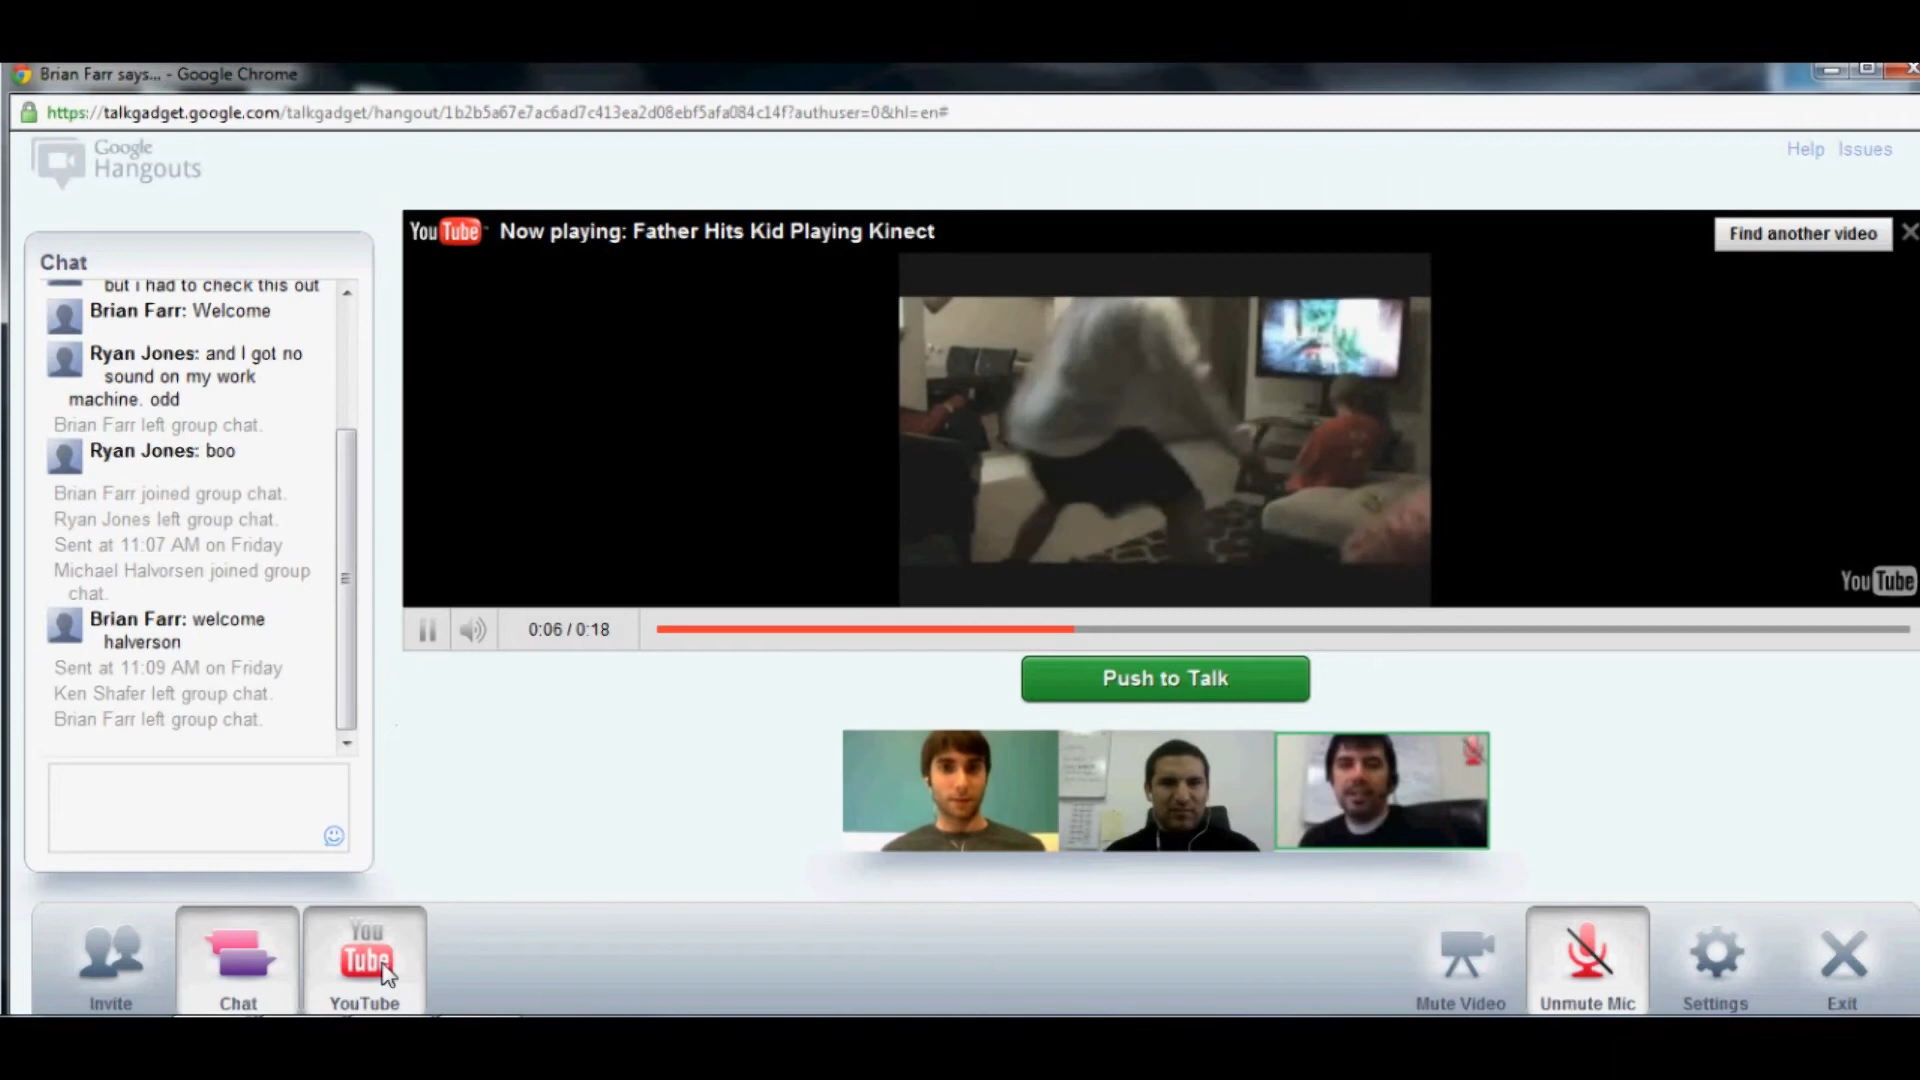 Brian Farr says... - Google Chrome
https://talkgadget.google.com/talkgadget/hangout/1b2b5a67e7ac6ad7c413ea2d08ebf5afa084c14f?authuser=0&hl=en#
Google
Hangouts
Help Issues
Chat
but i had to check this out
Brian Farr: Welcome
Ryan Jones: and I got no
sound on my work
machine. odd
Brian Farr left group chat.
Ryan Jones: boo
Brian Farr joined group chat.
Ryan Jones left group chat.
Sent at 11:07 AM on Friday
Michael Halvorsen joined group
chat.
Brian Farr: welcome
halverson
Sent at 11:09 AM on Friday
Ken Shafer left group chat.
Brian Farr left group chat.
YouTube Now playing: Father Hits Kid Playing Kinect
Find another video
YouTube
0:06 / 0:18
Push to Talk
Invite
Chat
You
Tube
YouTube
Mute Video
Unmute Mic
Settings
Exit